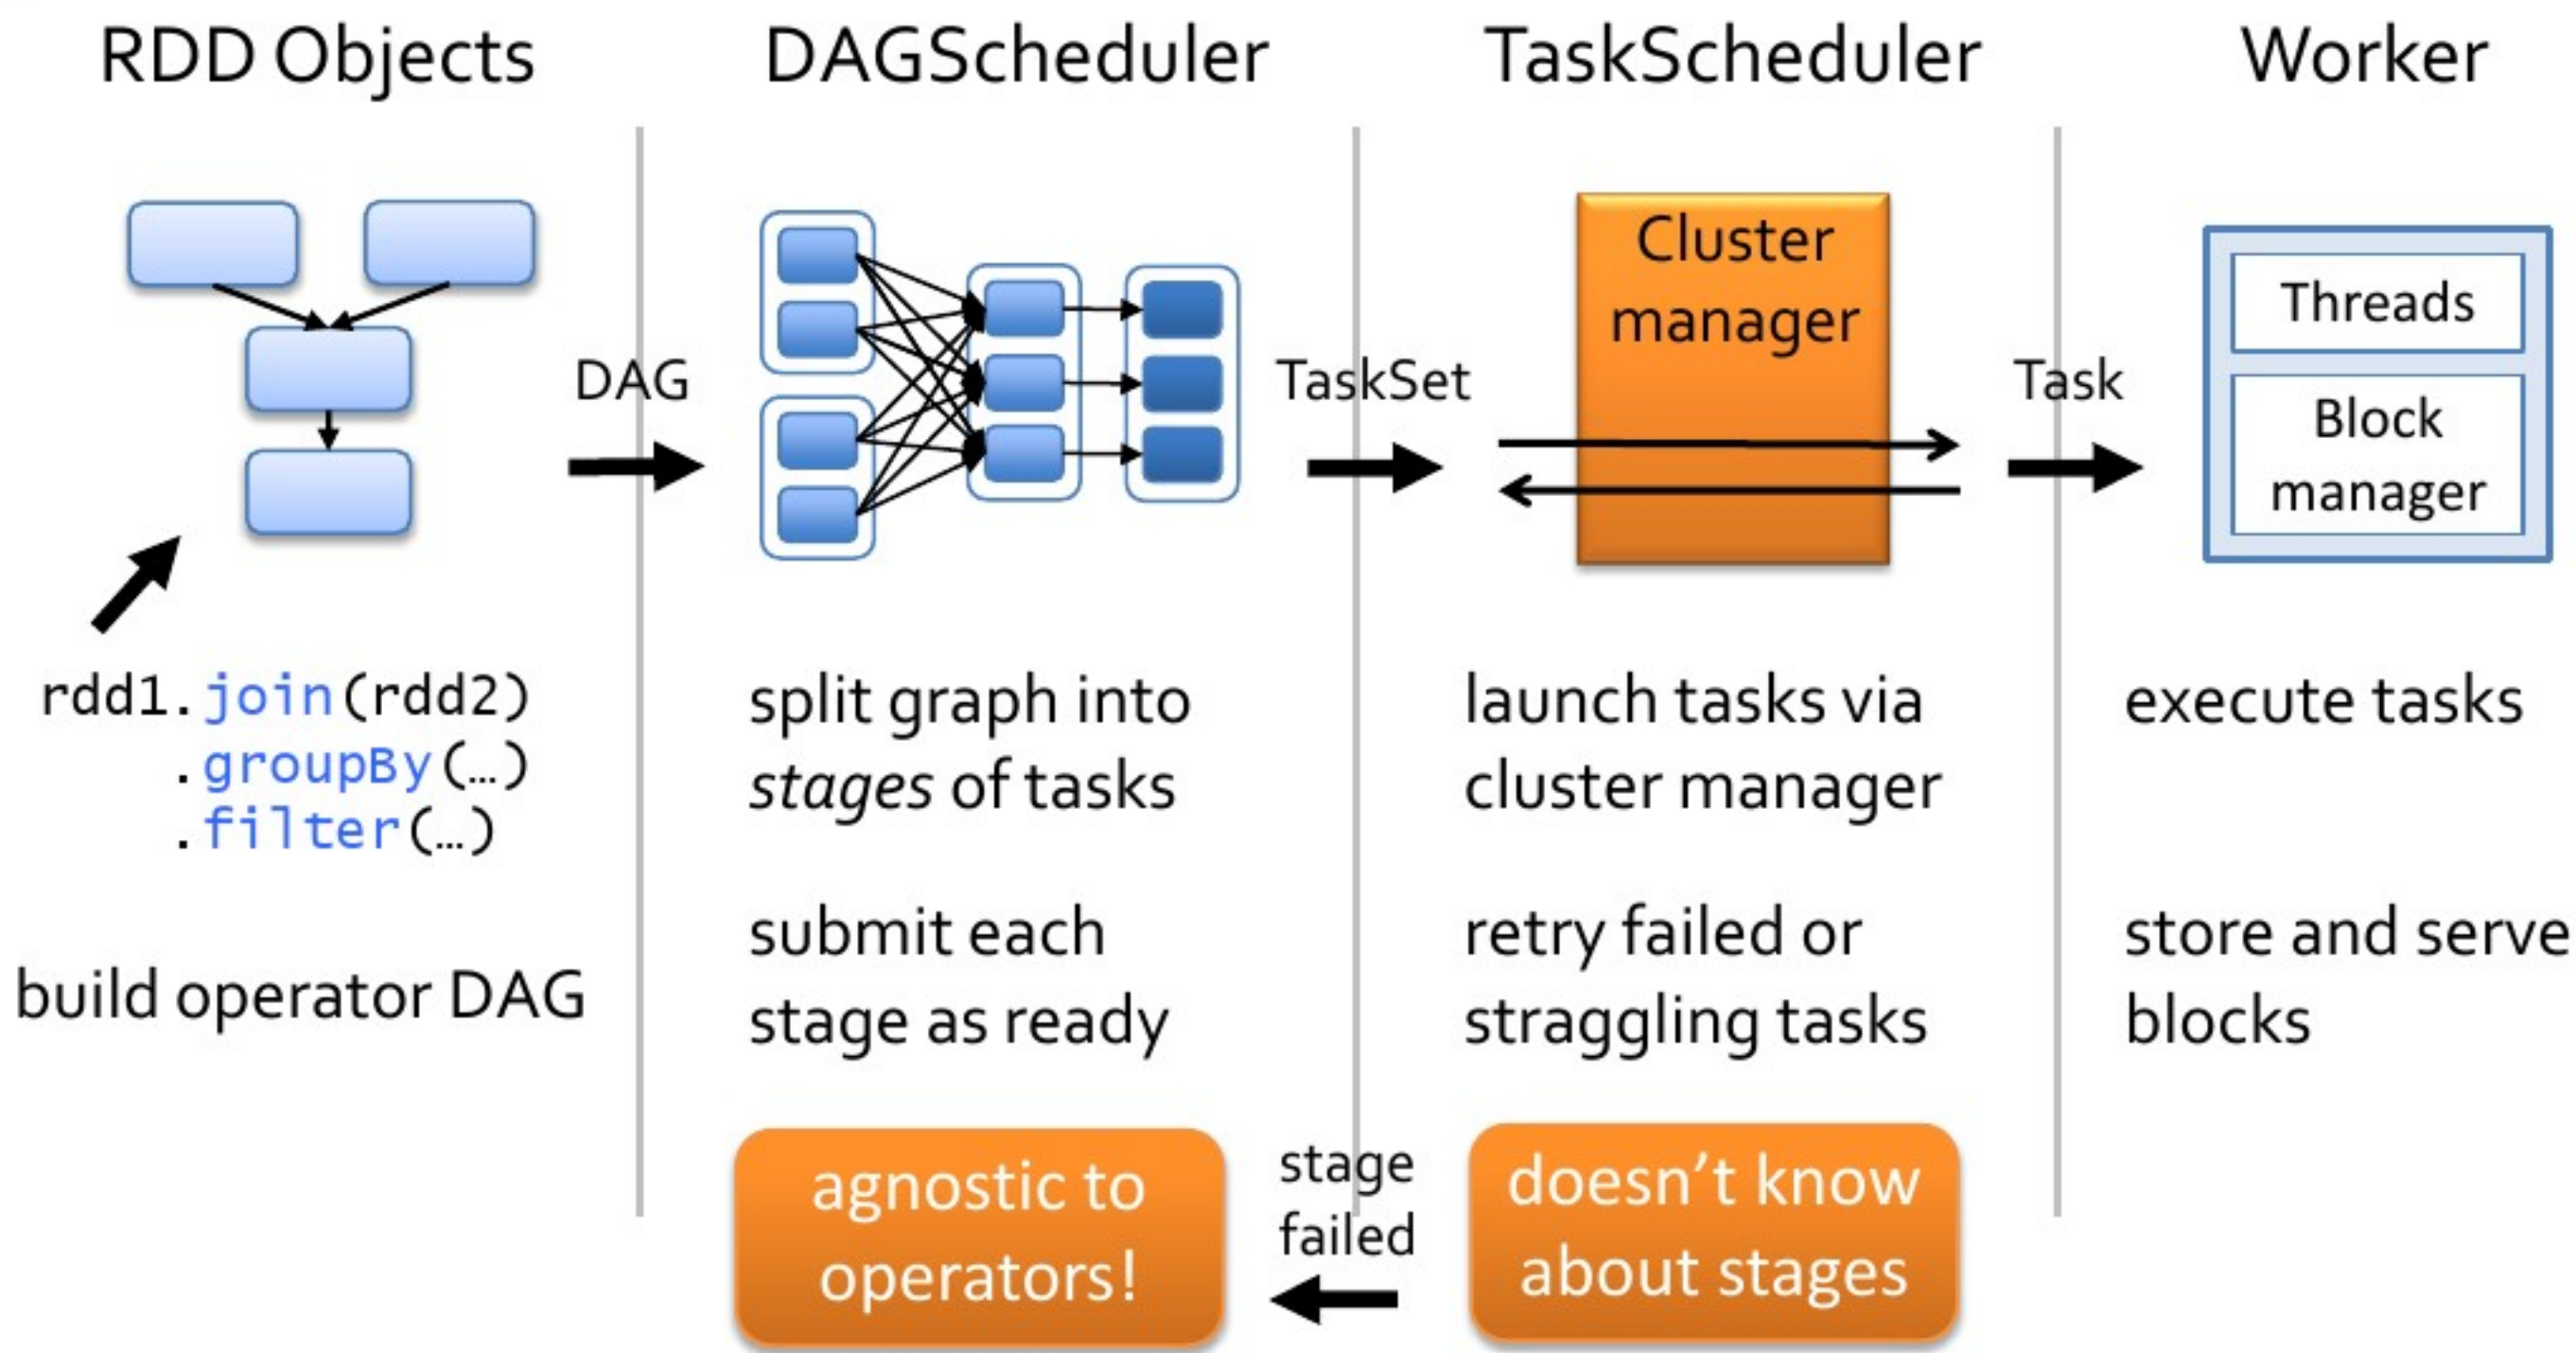 RDD Objects
DAGScheduler
TaskScheduler
Worker
DAG
TaskSet
Cluster
manager
Task
Threads
Block
manager
rdd1.join(rdd2)
.groupBy(…)
.filter(…)
build operator DAG
split graph into
stages of tasks
submit each
stage as ready
agnostic to
operators!
launch tasks via
cluster manager
retry failed or
straggling tasks
stage
failed
doesn’t know
about stages
execute tasks
store and serve
blocks